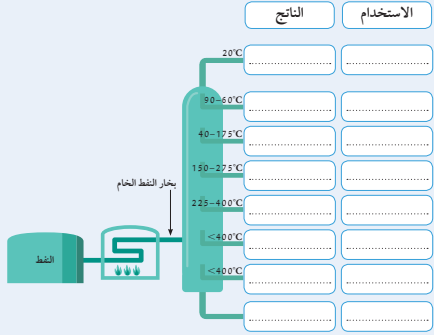 الاستخدام
الناتج
20°C
90–60°C
40–175°C
150–275°C
225–400°C
<400°C
<400°C
بخار النفط الخام
النفط